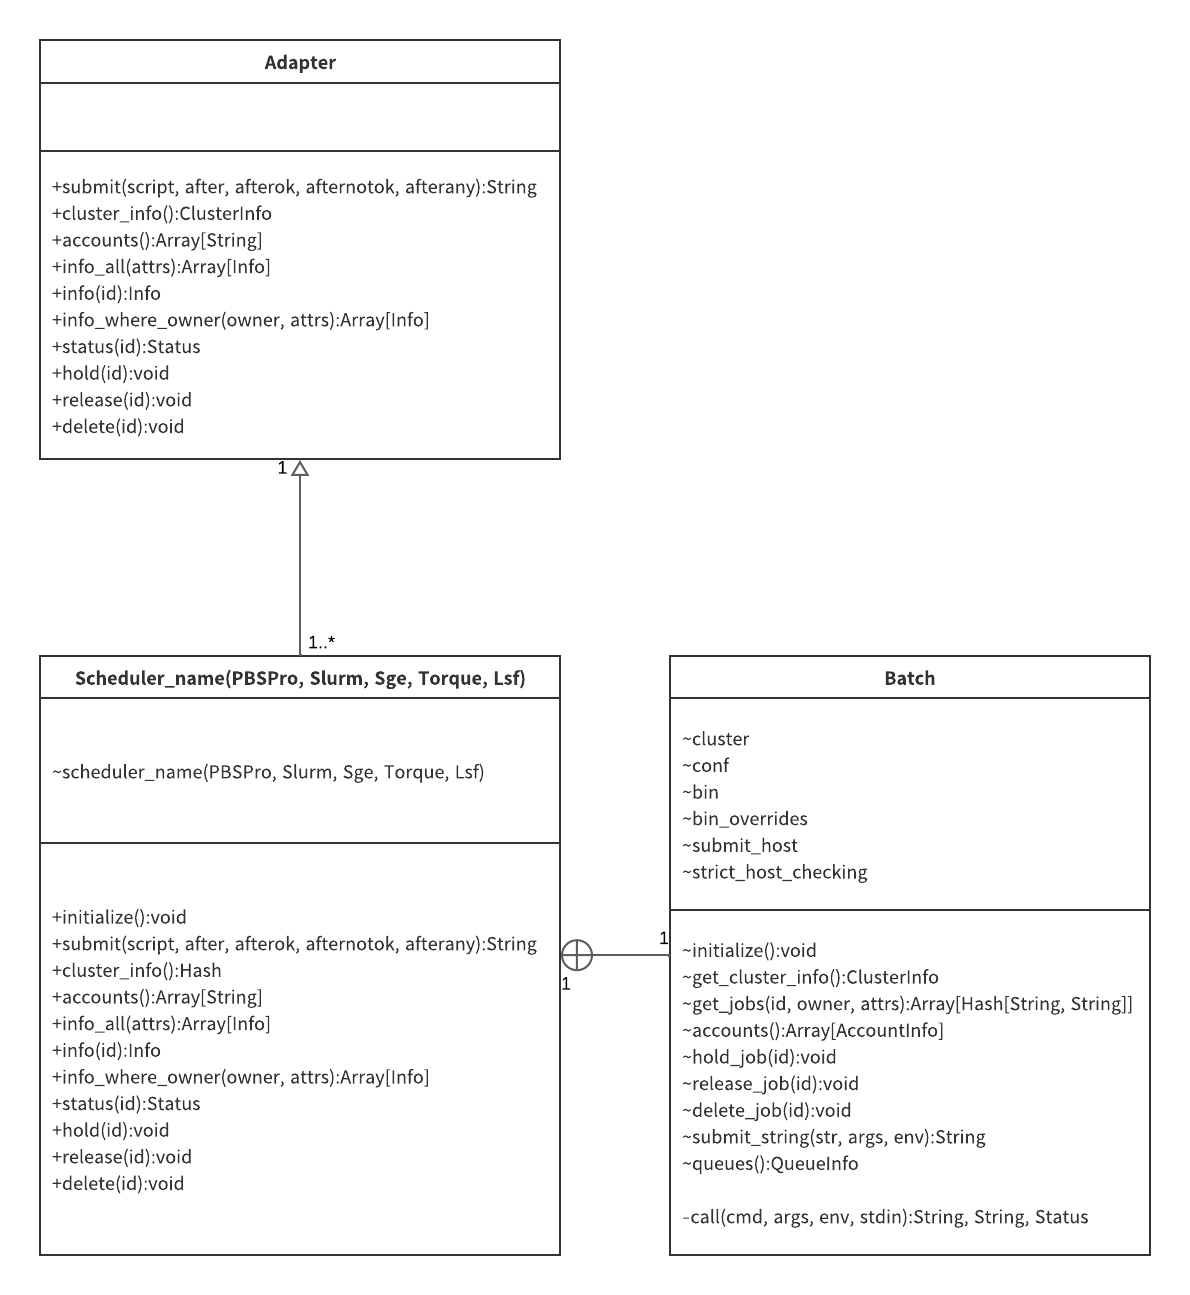 Adapter
+submit(script, after, afterok, afternotok, afterany):String
+cluster_info():ClusterInfo
+accounts():Array[String]
+info_all(attrs):Array[Info]
+info(id):Info
+info_where_owner(owner, attrs):Array[Info]
+status(id):Status
+hold(id):void
+release(id):void
+delete(id):void
1
1..*
Scheduler_name(PBSPro, Slurm, Sge, Torque, Lsf)
~scheduler_name(PBSPro, Slurm, Sge, Torque, Lsf)
+initialize():void
+submit(script, after, afterok, afternotok, afterany):String
+cluster_info():Hash
+accounts():Array[String]
+info_all(attrs):Array[Info]
+info(id):Info
+info_where_owner(owner, attrs):Array[Info]
+status(id):Status
+hold(id):void
+release(id):void
+delete(id):void
1
1
Batch
~cluster
~conf
~bin
~bin_overrides
~submit_host
~strict_host_checking
~initialize():void
~get_cluster_info():ClusterInfo
~get_jobs(id, owner, attrs):Array[Hash[String, String]]
~accounts():Array[AccountInfo]
~hold_job(id):void
~release_job(id):void
~delete_job(id):void
~submit_string(str, args, env):String
~queues():QueueInfo
-call(cmd, args, env, stdin):String, String, Status